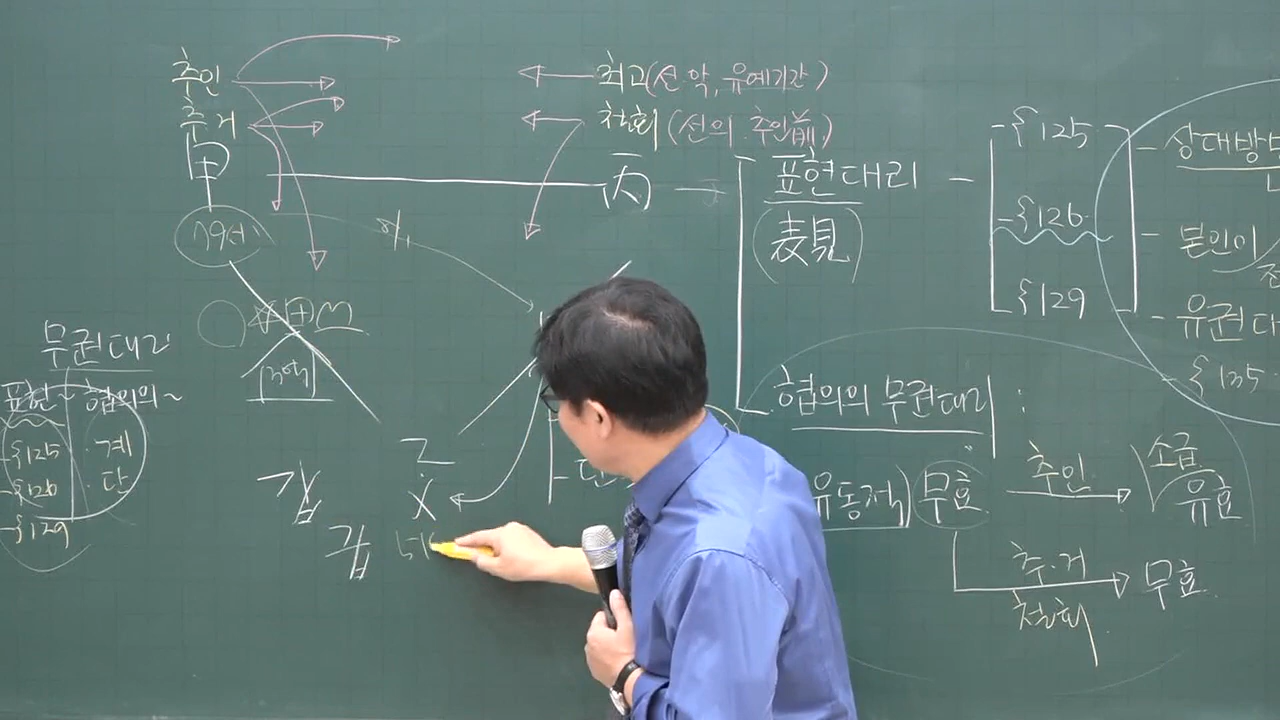 추인
추거
甲
최고(선.악, 유예기간)
철회(선의. 추인前)
丙
표현대리
(表見)
§125
§126
§129
상대방
본인이
유권대
§135
무권대리
표현~ 협의의~
-§125
-§126
-§129
·계
·단
乙
X
갑
갑
협의의 무권대리 :
유동적) 무효
추인
소급
유효
추거
철회
무효